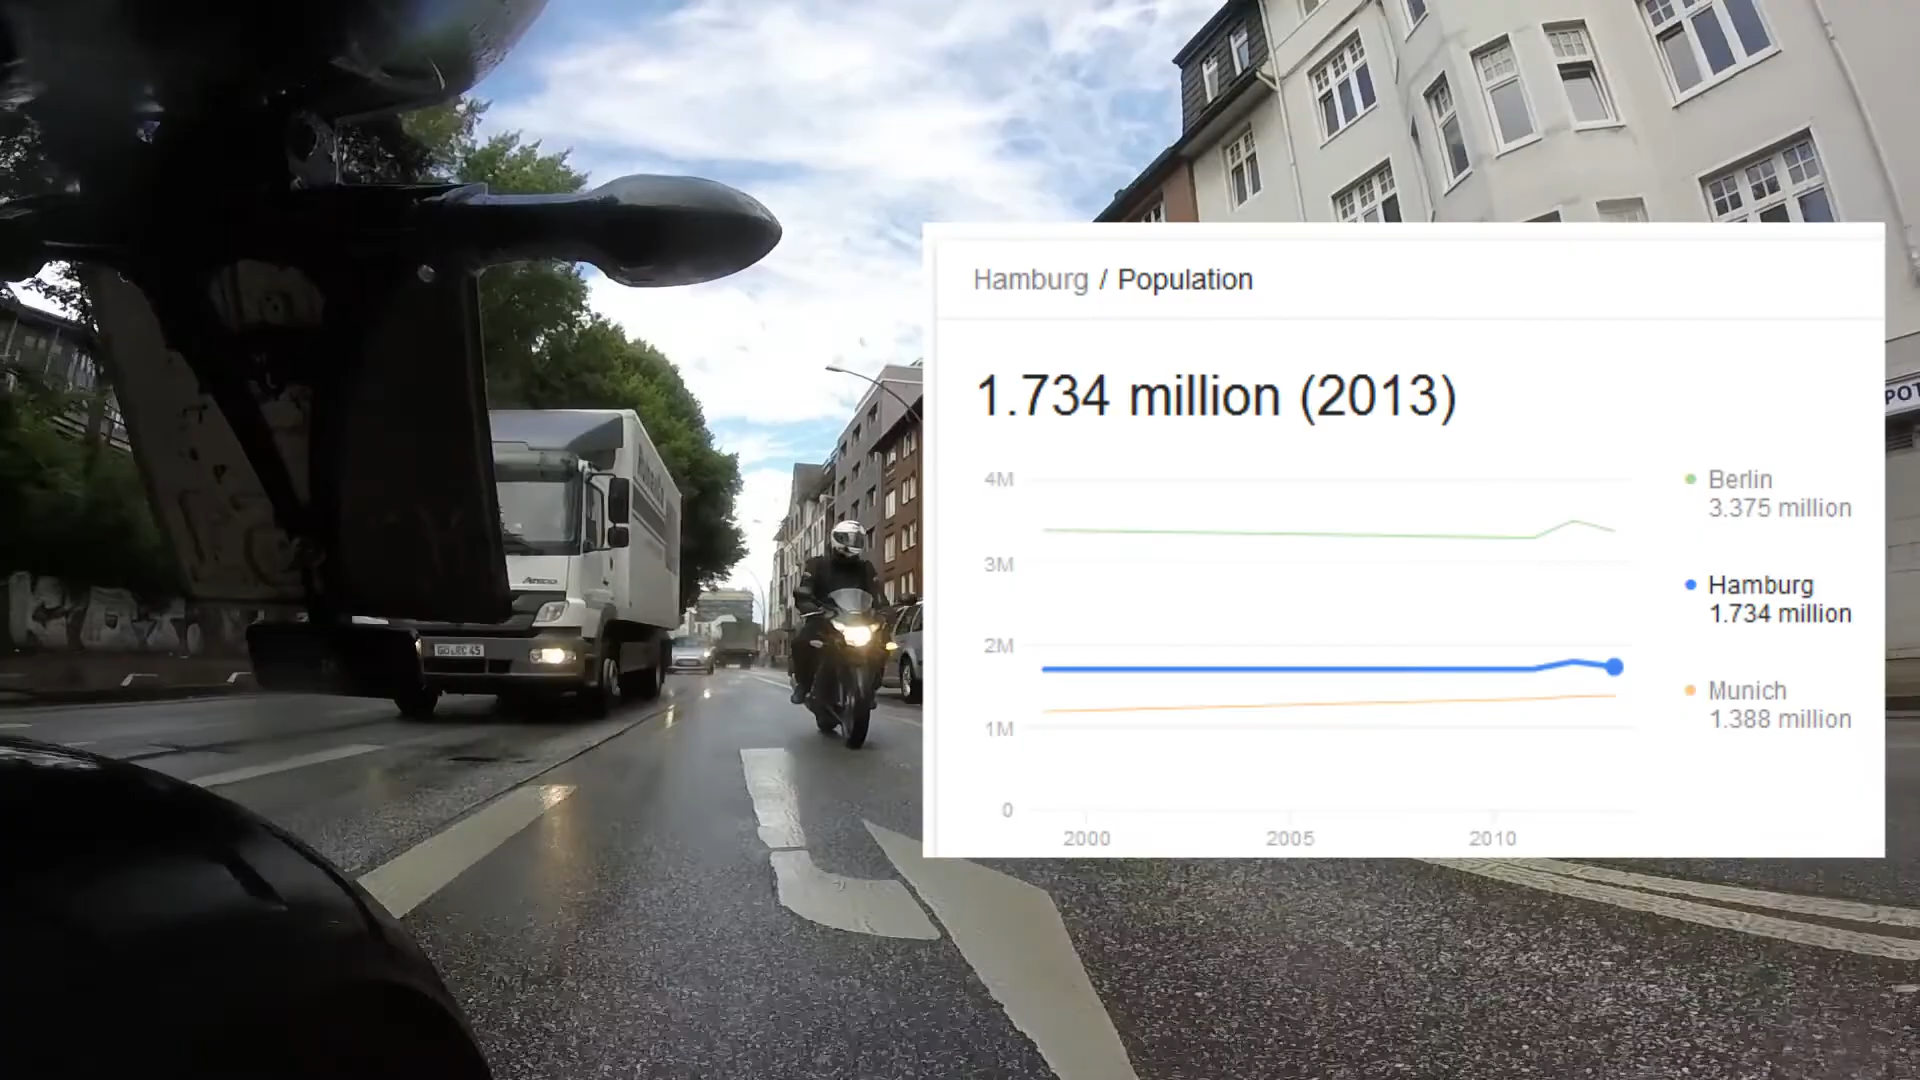 Hamburg / Population
1.734 million (2013)
4M
3M
2M
1M
0
2000 2005 2010
Berlin
3.375 million
Hamburg
1.734 million
Munich
1.388 million
POT